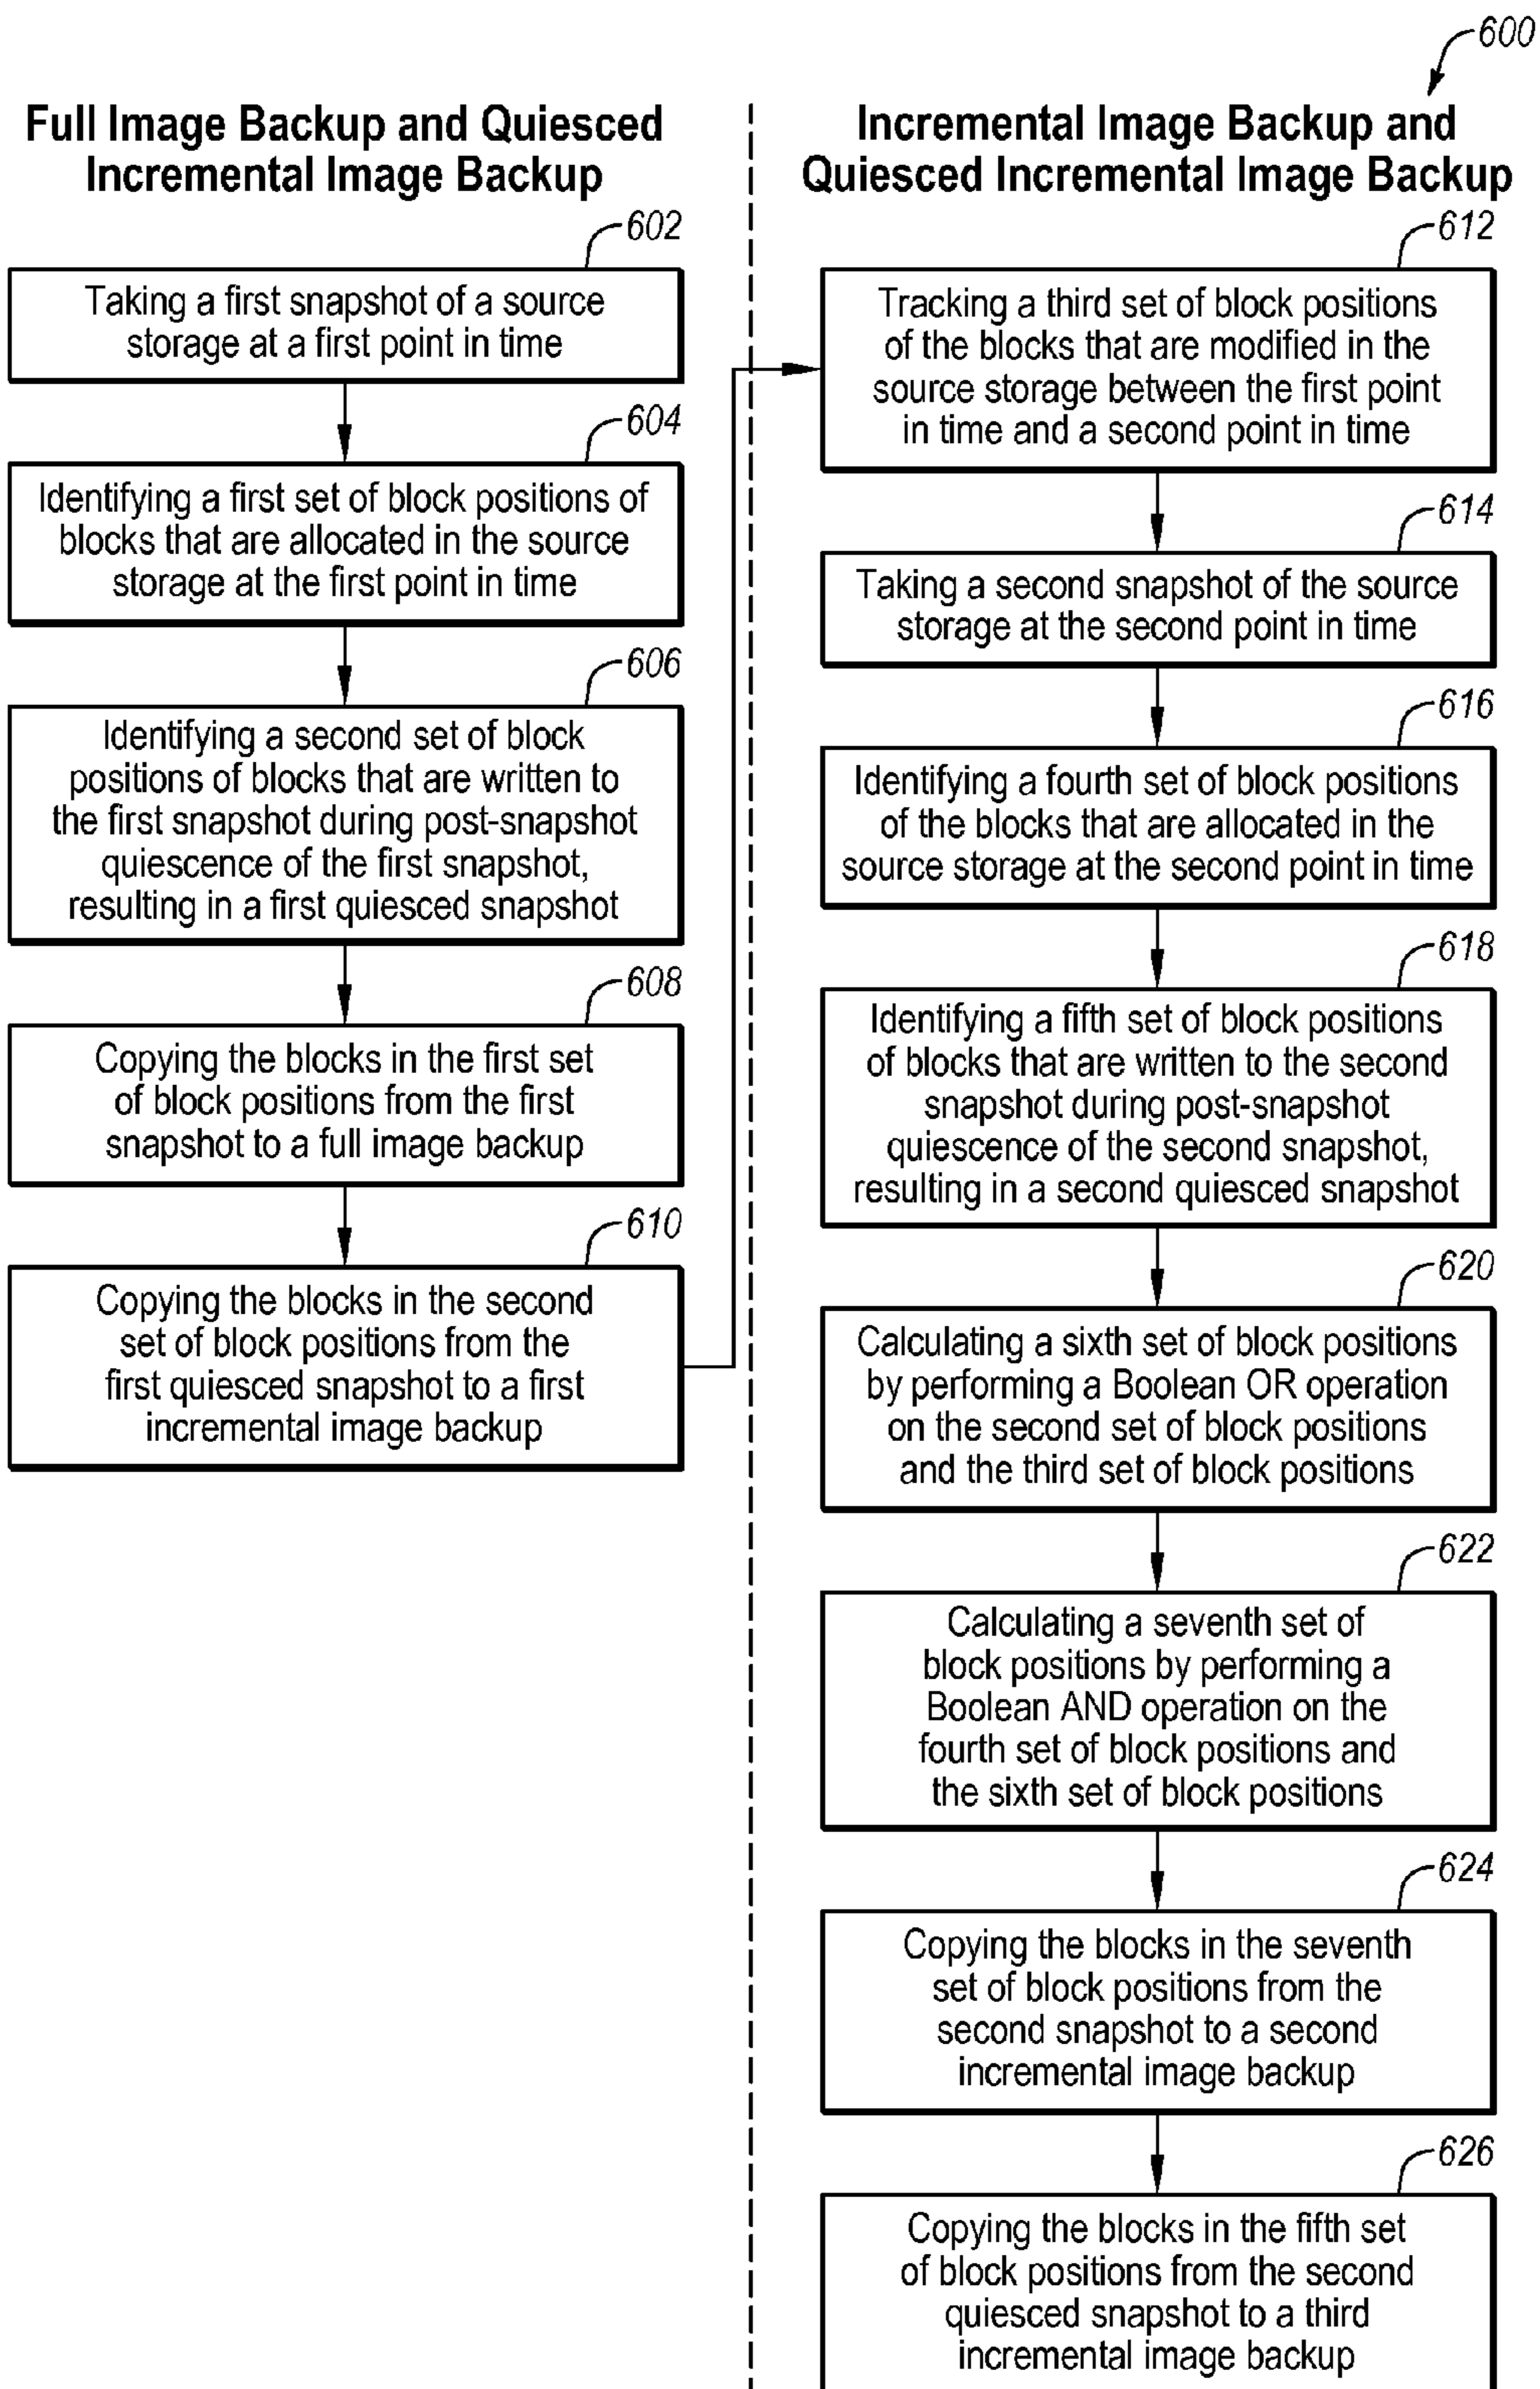 600
Full Image Backup and Quiesced
Incremental Image Backup
602
Taking a first snapshot of a source
storage at a first point in time
604
Identifying a first set of block positions of
blocks that are allocated in the source
storage at the first point in time
606
Identifying a second set of block
positions of blocks that are written to
the first snapshot during post-snapshot
quiescence of the first snapshot,
resulting in a first quiesced snapshot
608
Copying the blocks in the first set
of block positions from the first
snapshot to a full image backup
610
Copying the blocks in the second
set of block positions from the
first quiesced snapshot to a first
incremental image backup
Incremental Image Backup and
Quiesced Incremental Image Backup
612
Tracking a third set of block positions
of the blocks that are modified in the
source storage between the first point
in time and a second point in time
614
Taking a second snapshot of the source
storage at the second point in time
616
Identifying a fourth set of block positions
of the blocks that are allocated in the
source storage at the second point in time
618
Identifying a fifth set of block positions
of blocks that are written to the second
snapshot during post-snapshot
quiescence of the second snapshot,
resulting in a second quiesced snapshot
620
Calculating a sixth set of block positions
by performing a Boolean OR operation
on the second set of block positions
and the third set of block positions
622
Calculating a seventh set of
block positions by performing a
Boolean AND operation on the
fourth set of block positions and
the sixth set of block positions
624
Copying the blocks in the seventh
set of block positions from the
second snapshot to a second
incremental image backup
626
Copying the blocks in the fifth set
of block positions from the second
quiesced snapshot to a third
incremental image backup